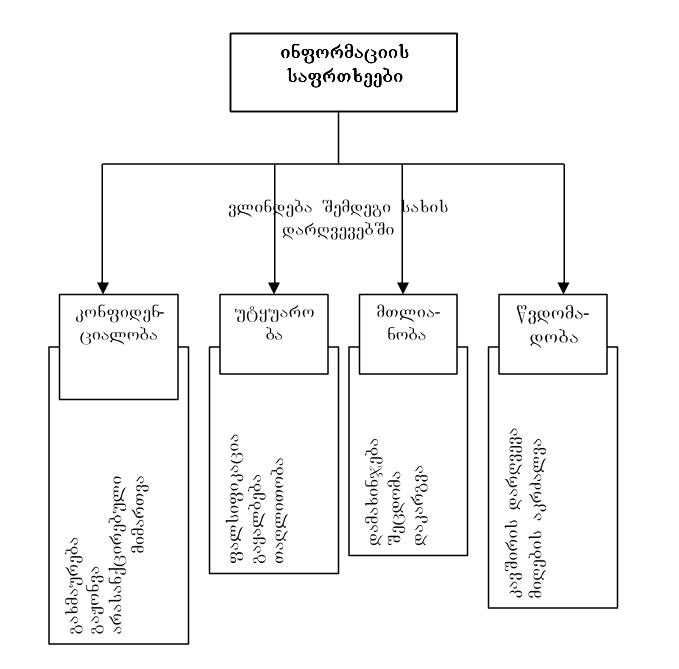 ინფორმაციის
საფრთხეები
ვლინდება შემდეგი სახის
დარღვევებში
კონფიდენ-
ციალობა
გახმაურება
გაჟონვა
არასანქცირებული
მიმართვა
უტყუარო
ბა
ფალსიფიკაცია
გაყალბება
თაღლითობა
მთლია-
ნობა
დამახინჯება
შეცდომა
დაკარგვა
წვდომა-
დობა
კავშირის დარღვევა
მიღების აკრძალვა